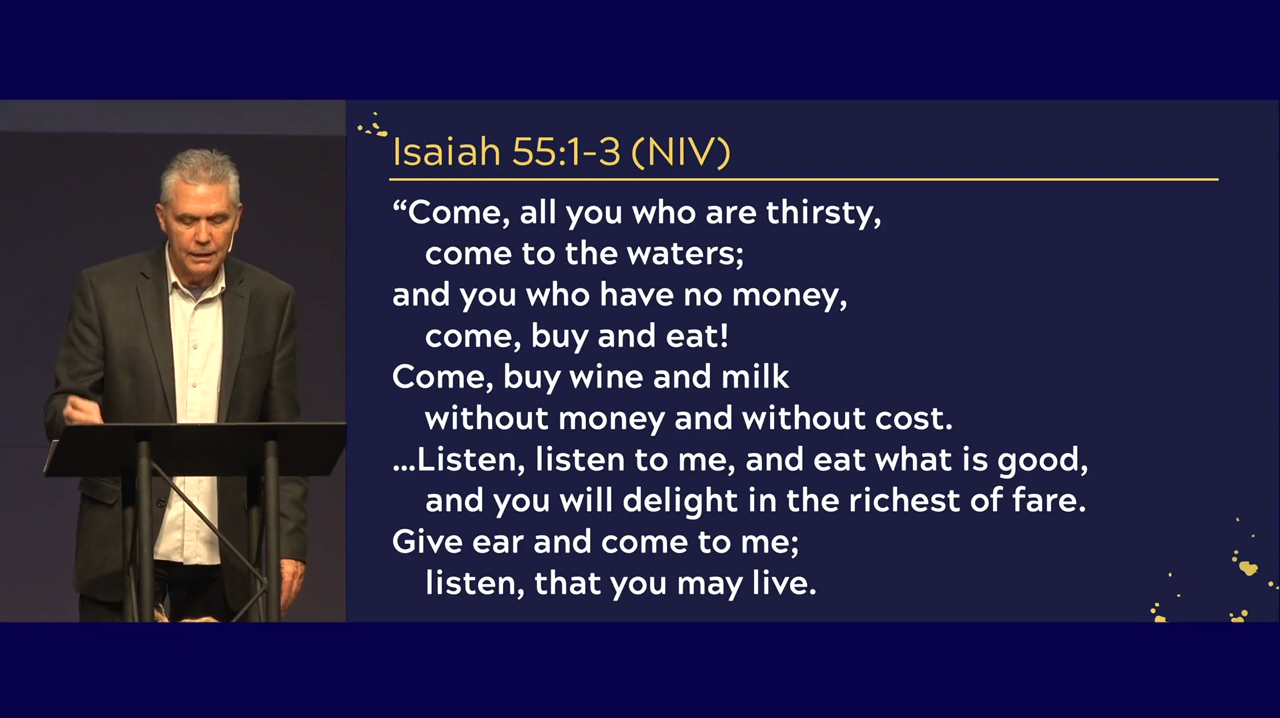 Isaiah 55:1-3 (NIV)
“Come, all you who are thirsty,
come to the waters;
and you who have no money,
come, buy and eat!
Come, buy wine and milk
without money and without cost.
...Listen, listen to me, and eat what is good,
and you will delight in the richest of fare.
Give ear and come to me;
listen, that you may live.